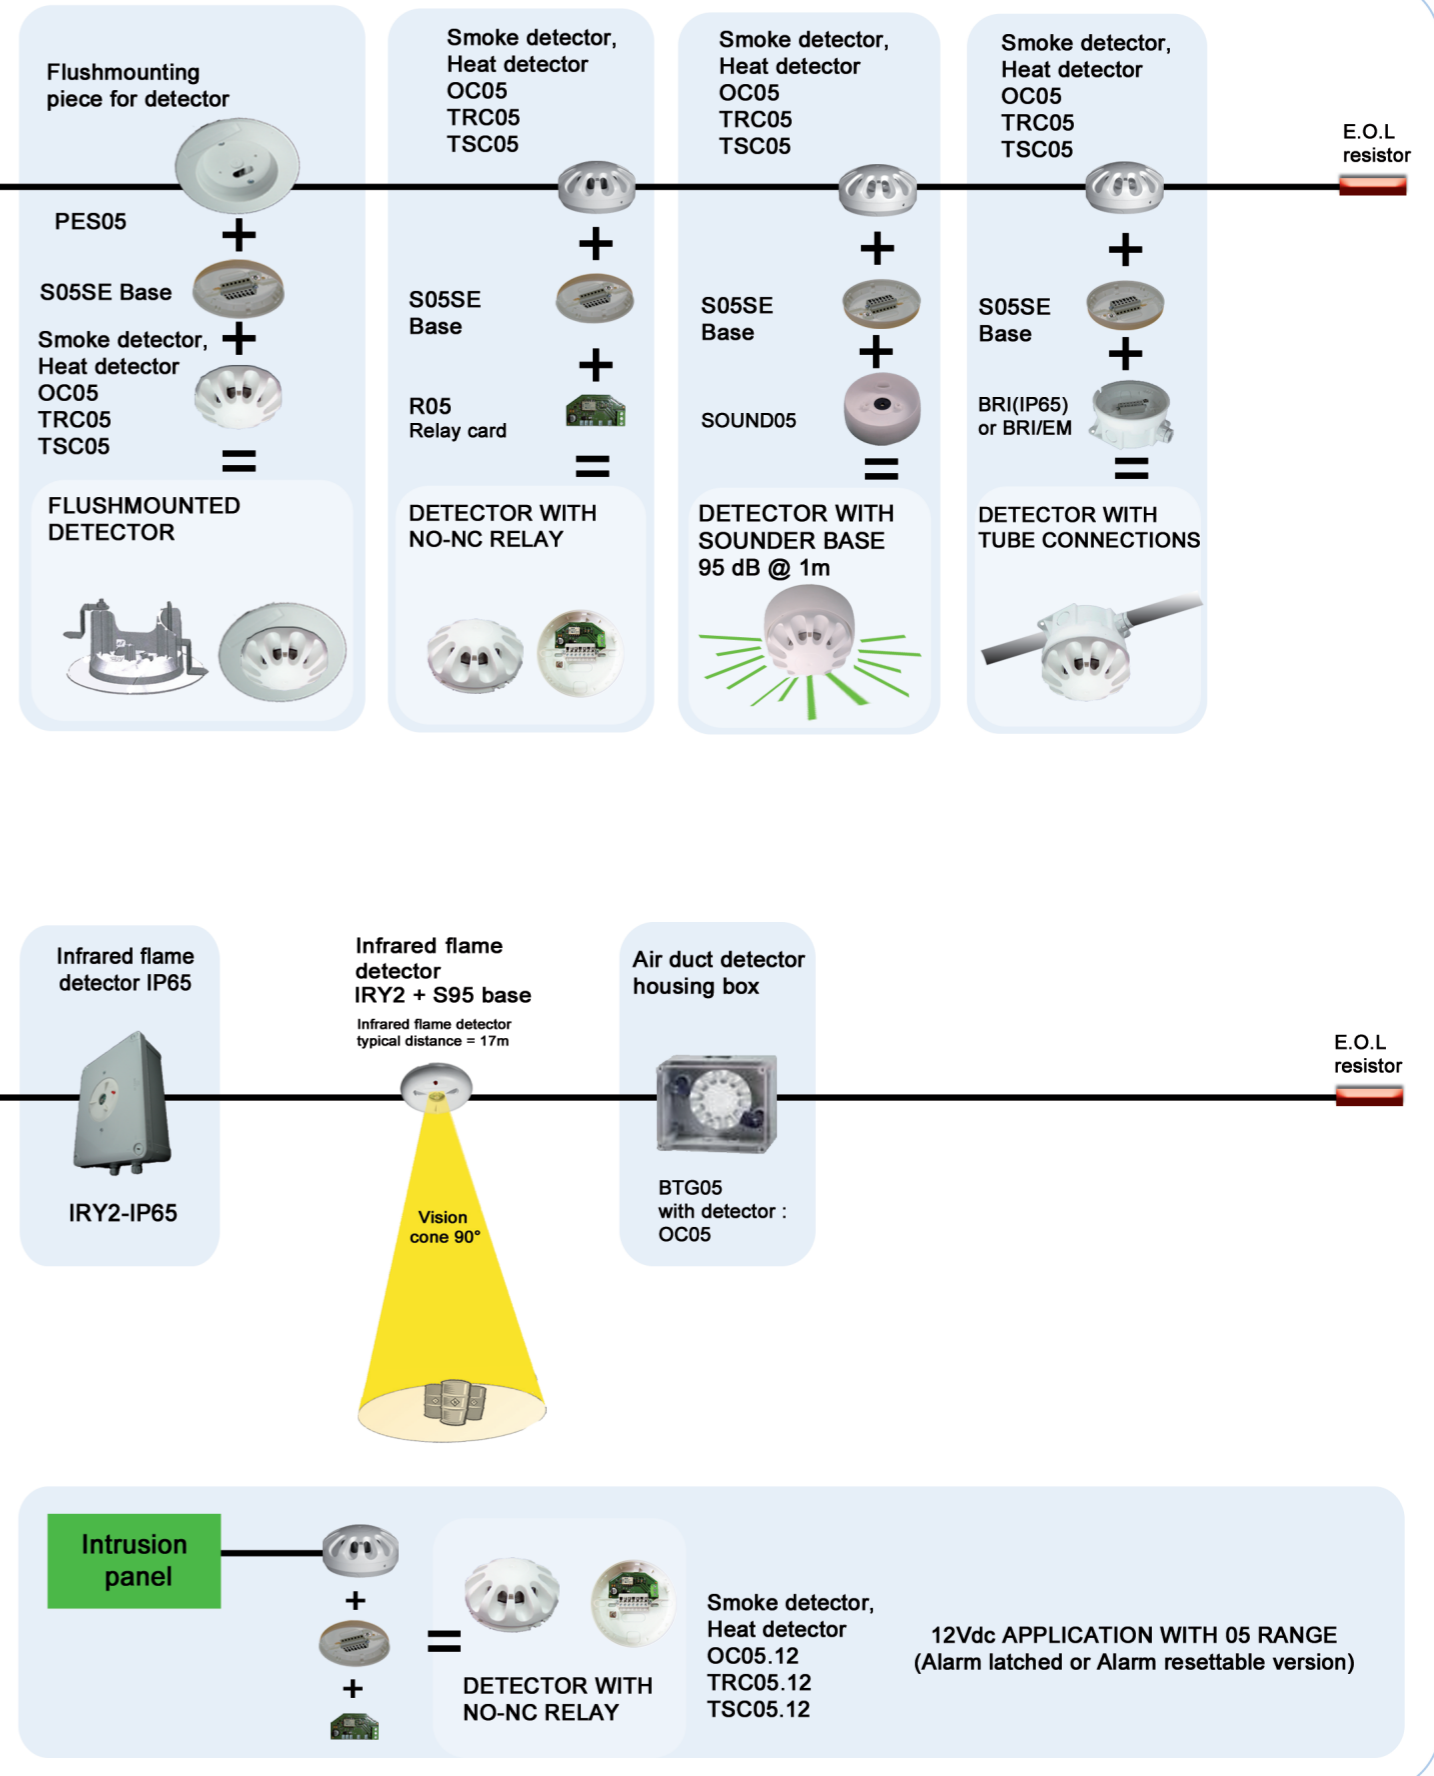 Flushmounting
piece for detector
PES05
S05SE Base
Smoke detector,
Heat detector
OC05
TRC05
TSC05
FLUSHMOUNTED
DETECTOR
Smoke detector,
Heat detector
OC05
TRC05
TSC05
S05SE
Base
R05
Relay card
DETECTOR WITH
NO-NC RELAY
Smoke detector,
Heat detector
OC05
TRC05
TSC05
S05SE
Base
SOUND05
DETECTOR WITH
SOUNDER BASE
95 dB @ 1m
Smoke detector,
Heat detector
OC05
TRC05
TSC05
S05SE
Base
BRI(IP65)
or BRI/EM
DETECTOR WITH
TUBE CONNECTIONS
E.O.L
resistor
Infrared flame
detector IP65
IRY2-IP65
Infrared flame
detector
IRY2 + S95 base
Infrared flame detector
typical distance = 17m
Vision
cone 90°
Air duct detector
housing box
BTG05
with detector :
OC05
E.O.L
resistor
Intrusion
panel
DETECTOR WITH
NO-NC RELAY
Smoke detector,
Heat detector
OC05.12
TRC05.12
TSC05.12
12Vdc APPLICATION WITH 05 RANGE
(Alarm latched or Alarm resettable version)